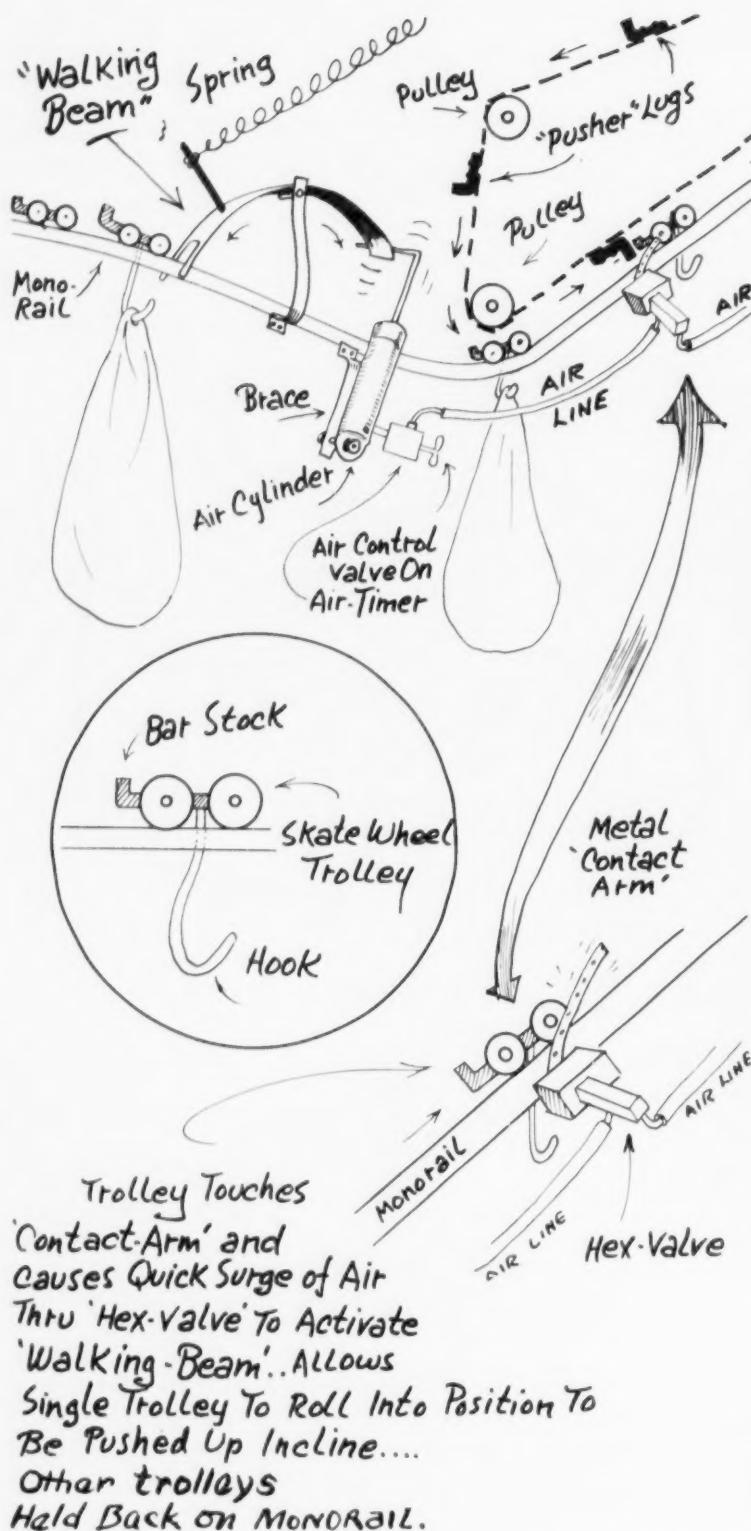 "Walking
Beam"
Spring
Pulley
"Pusher" Lugs
Pulley
Mono-
Rail
AIR
AIR
LINE
Brace
Air Cylinder
Air Control
Valve On
Air-Timer
Bar Stock
Skate Wheel
Trolley
Hook
Metal
'Contact
Arm'
AIR LINE
Monorail
AIR LINE
Hex-Valve
Trolley Touches
'Contact-Arm' and
Causes Quick Surge of Air
Thru 'Hex-Valve' To Activate
'Walking-Beam'.. Allows
Single Trolley To Roll Into Position To
Be Pushed Up Incline....
Other trolleys
Held Back on MONORAIL.